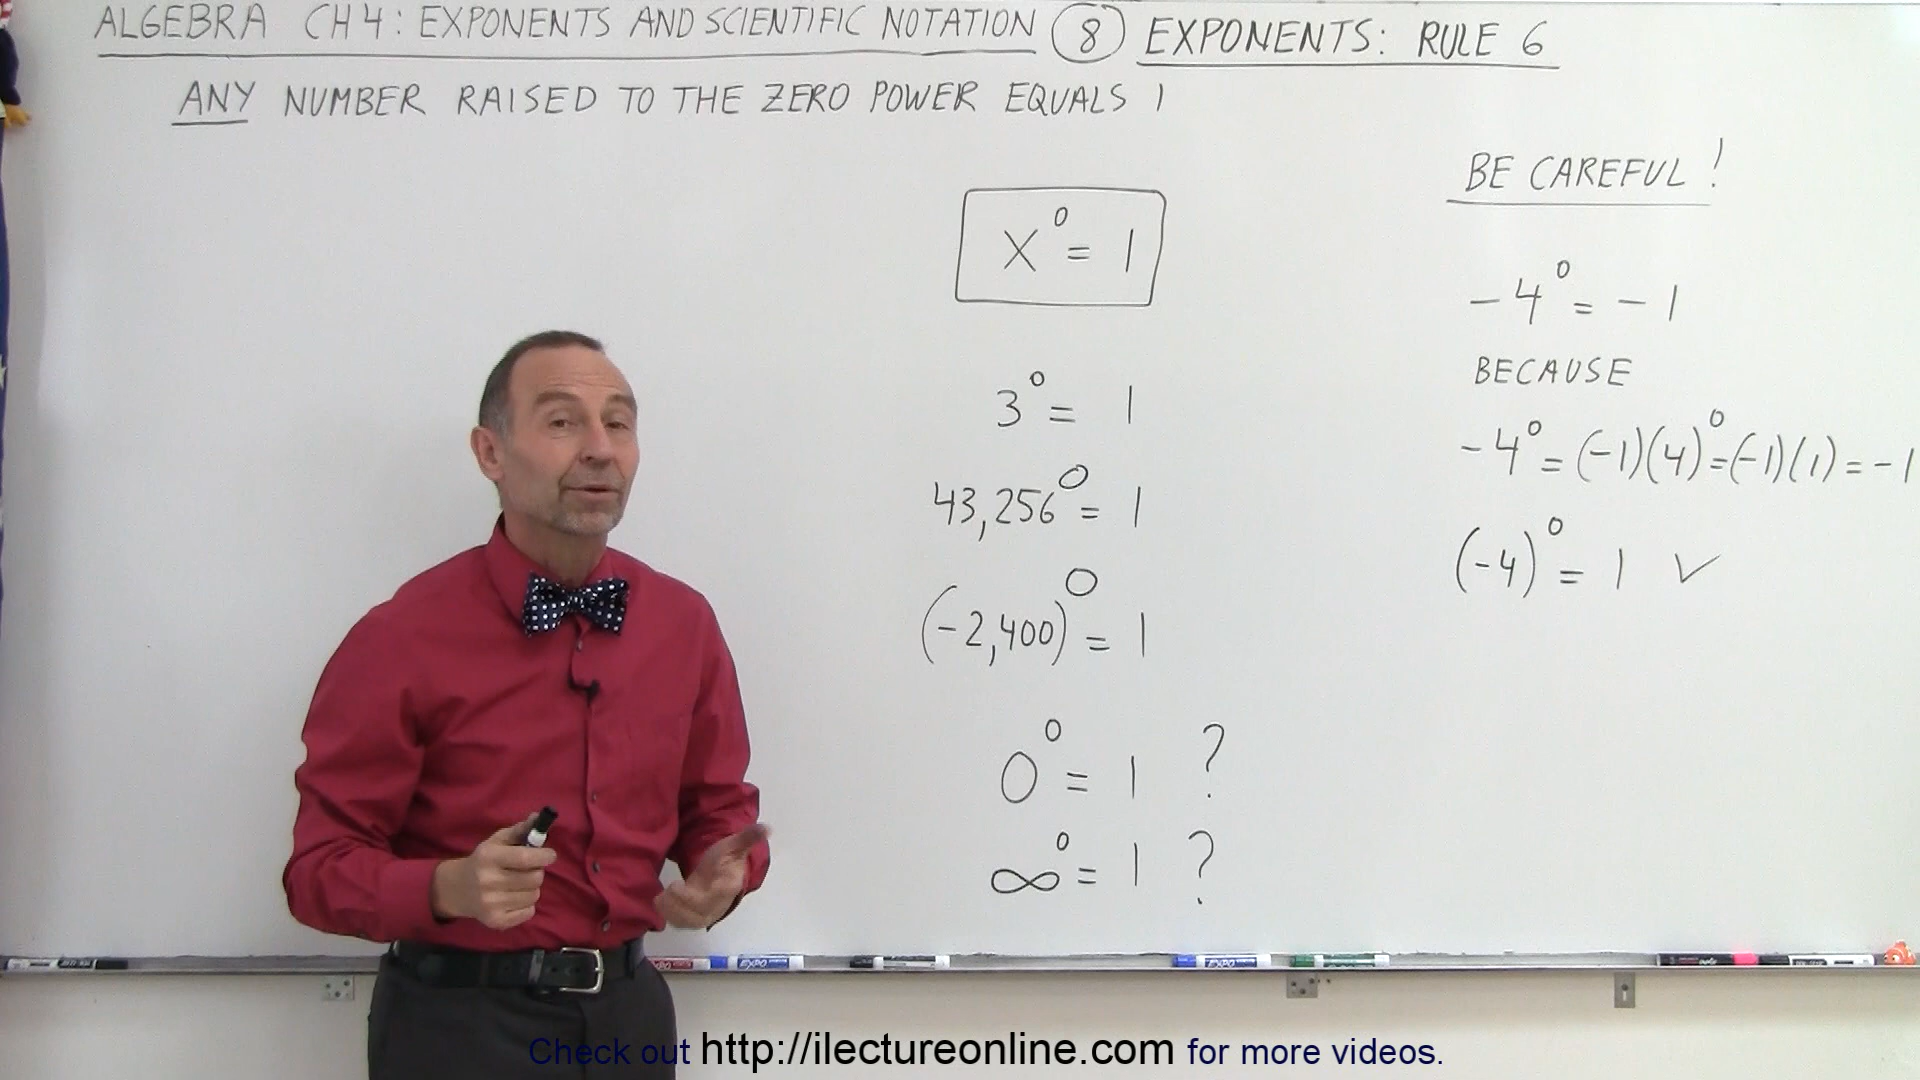 ALGEBRA CH 4: EXPONENTS AND SCIENTIFIC NOTATION 8 EXPONENTS: RULE 6
ANY NUMBER RAISED TO THE ZERO POWER EQUALS 1
X⁰ = 1
3⁰ = 1
43,256⁰ = 1
(-2,400)⁰ = 1
0⁰ = 1 ?
∞⁰ = 1 ?
BE CAREFUL!
-4⁰ = -1
BECAUSE
-4⁰ = (-1)(4)⁰ = (-1)(1) = -1
(-4)⁰ = 1 ✓
EXPO
EXPO
Check out http://ilectureonline.com for more videos.